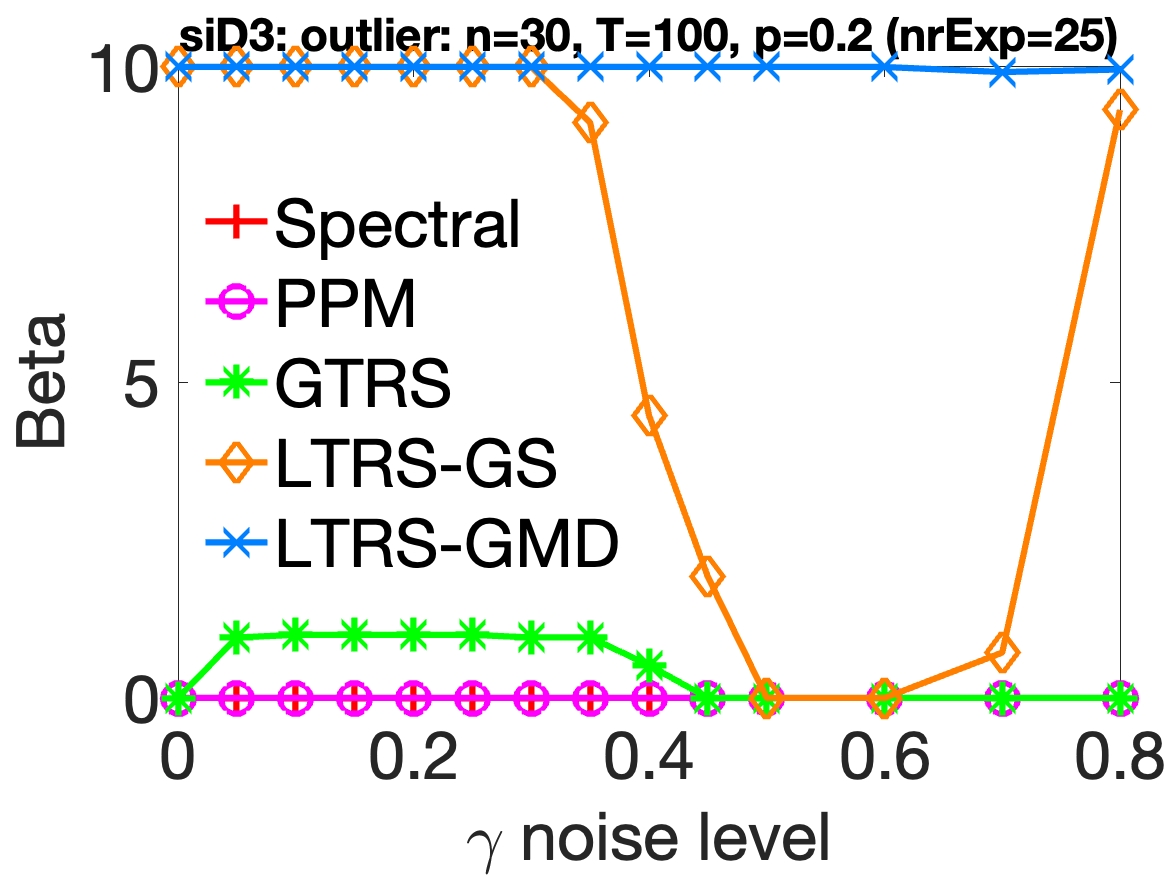 siD3: outlier: n=30, T=100, p=0.2 (nrExp=25)
10
5
0
Beta
Spectral
PPM
GTRS
LTRS-GS
LTRS-GMD
0 0.2 0.4 0.6 0.8
γ noise level